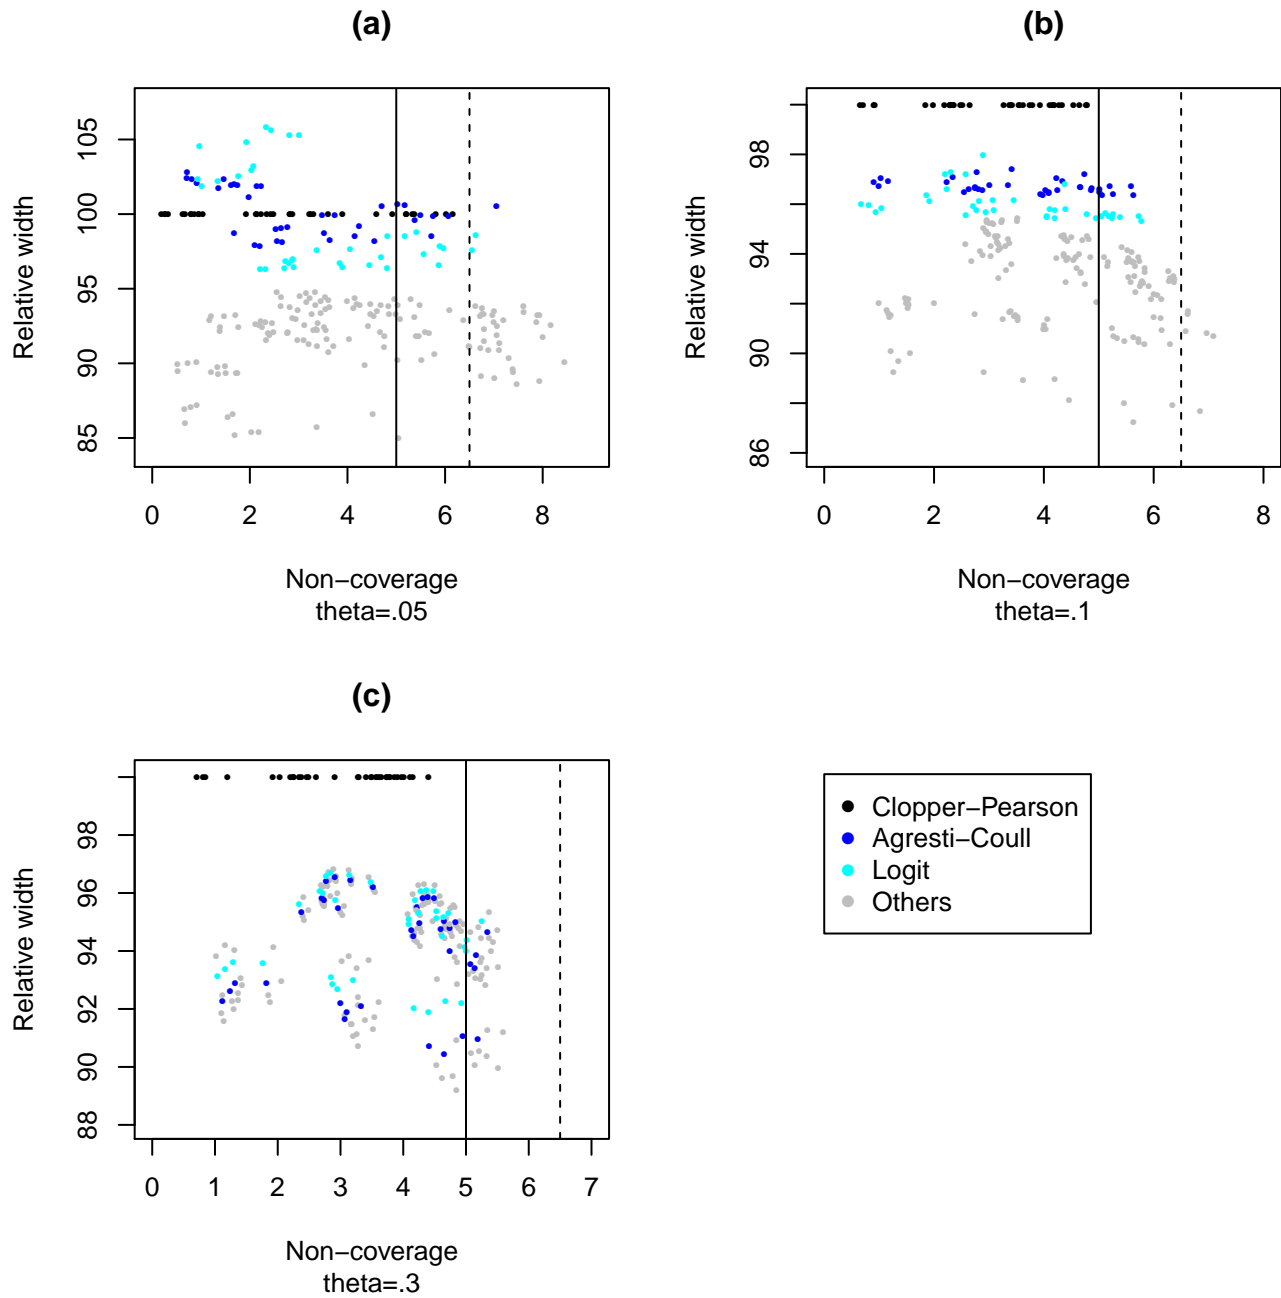 (a)
Relative width
105
100
95
90
85
0 2 4 6 8
Non−coverage
theta=.05
(b)
Relative width
98
94
90
86
0 2 4 6 8
Non−coverage
theta=.1
(c)
Relative width
98
96
94
92
90
88
0 1 2 3 4 5 6 7
Non−coverage
theta=.3
Clopper−Pearson
Agresti−Coull
Logit
Others